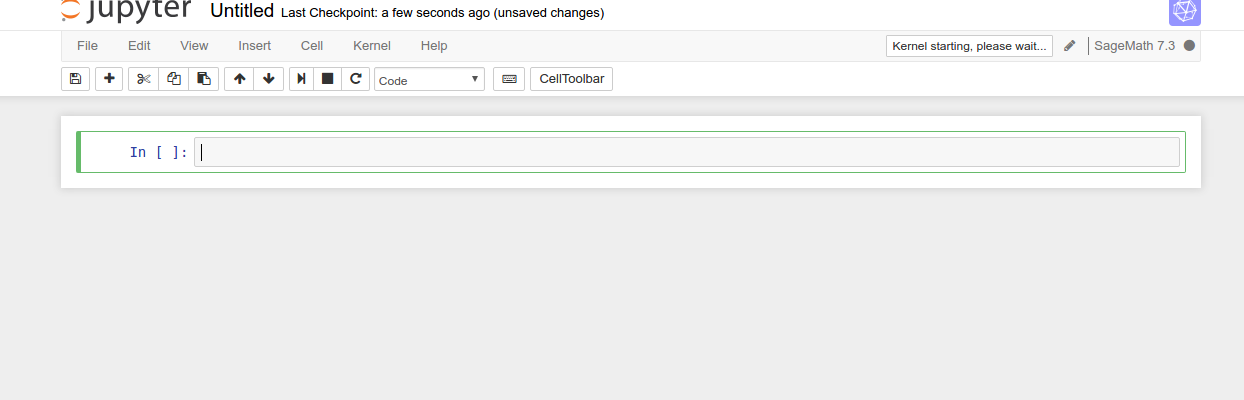 jupyter Untitled Last Checkpoint: a few seconds ago (unsaved changes)
File Edit View Insert Cell Kernel Help Kernel starting, please wait... SageMath 7.3
Code CellToolbar
In [ ]: